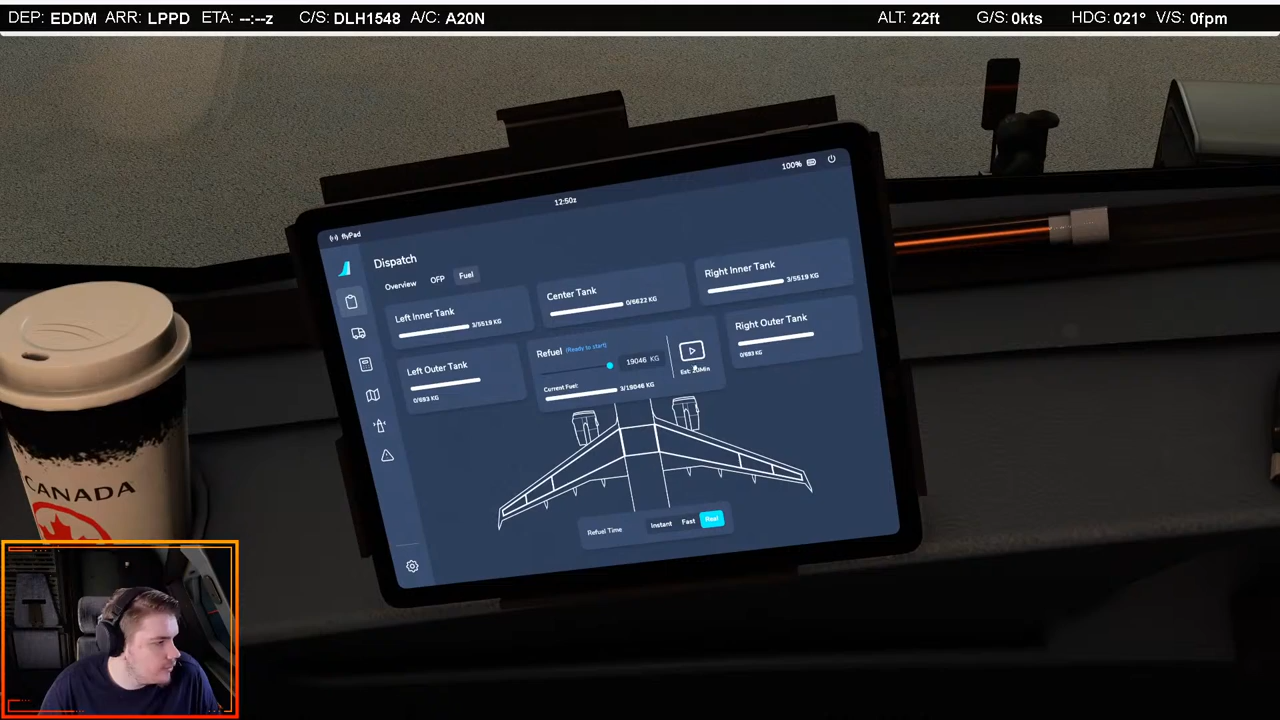 DEP: EDDM ARR: LPPD ETA: --:--z C/S: DLH1548 A/C: A20N ALT: 22ft G/S: 0kts HDG: 021° V/S: 0fpm
100%
12:50z
flyPad
Dispatch
Overview OFP Fuel
Left Inner Tank
3/5519 KG
Center Tank
0/6622 KG
Right Inner Tank
3/5519 KG
Left Outer Tank
0/693 KG
Refuel (Ready to start)
19046 KG
Current Fuel:
3/19046 KG
Right Outer Tank
0/693 KG
Refuel Time Instant Fast Real
CANADA